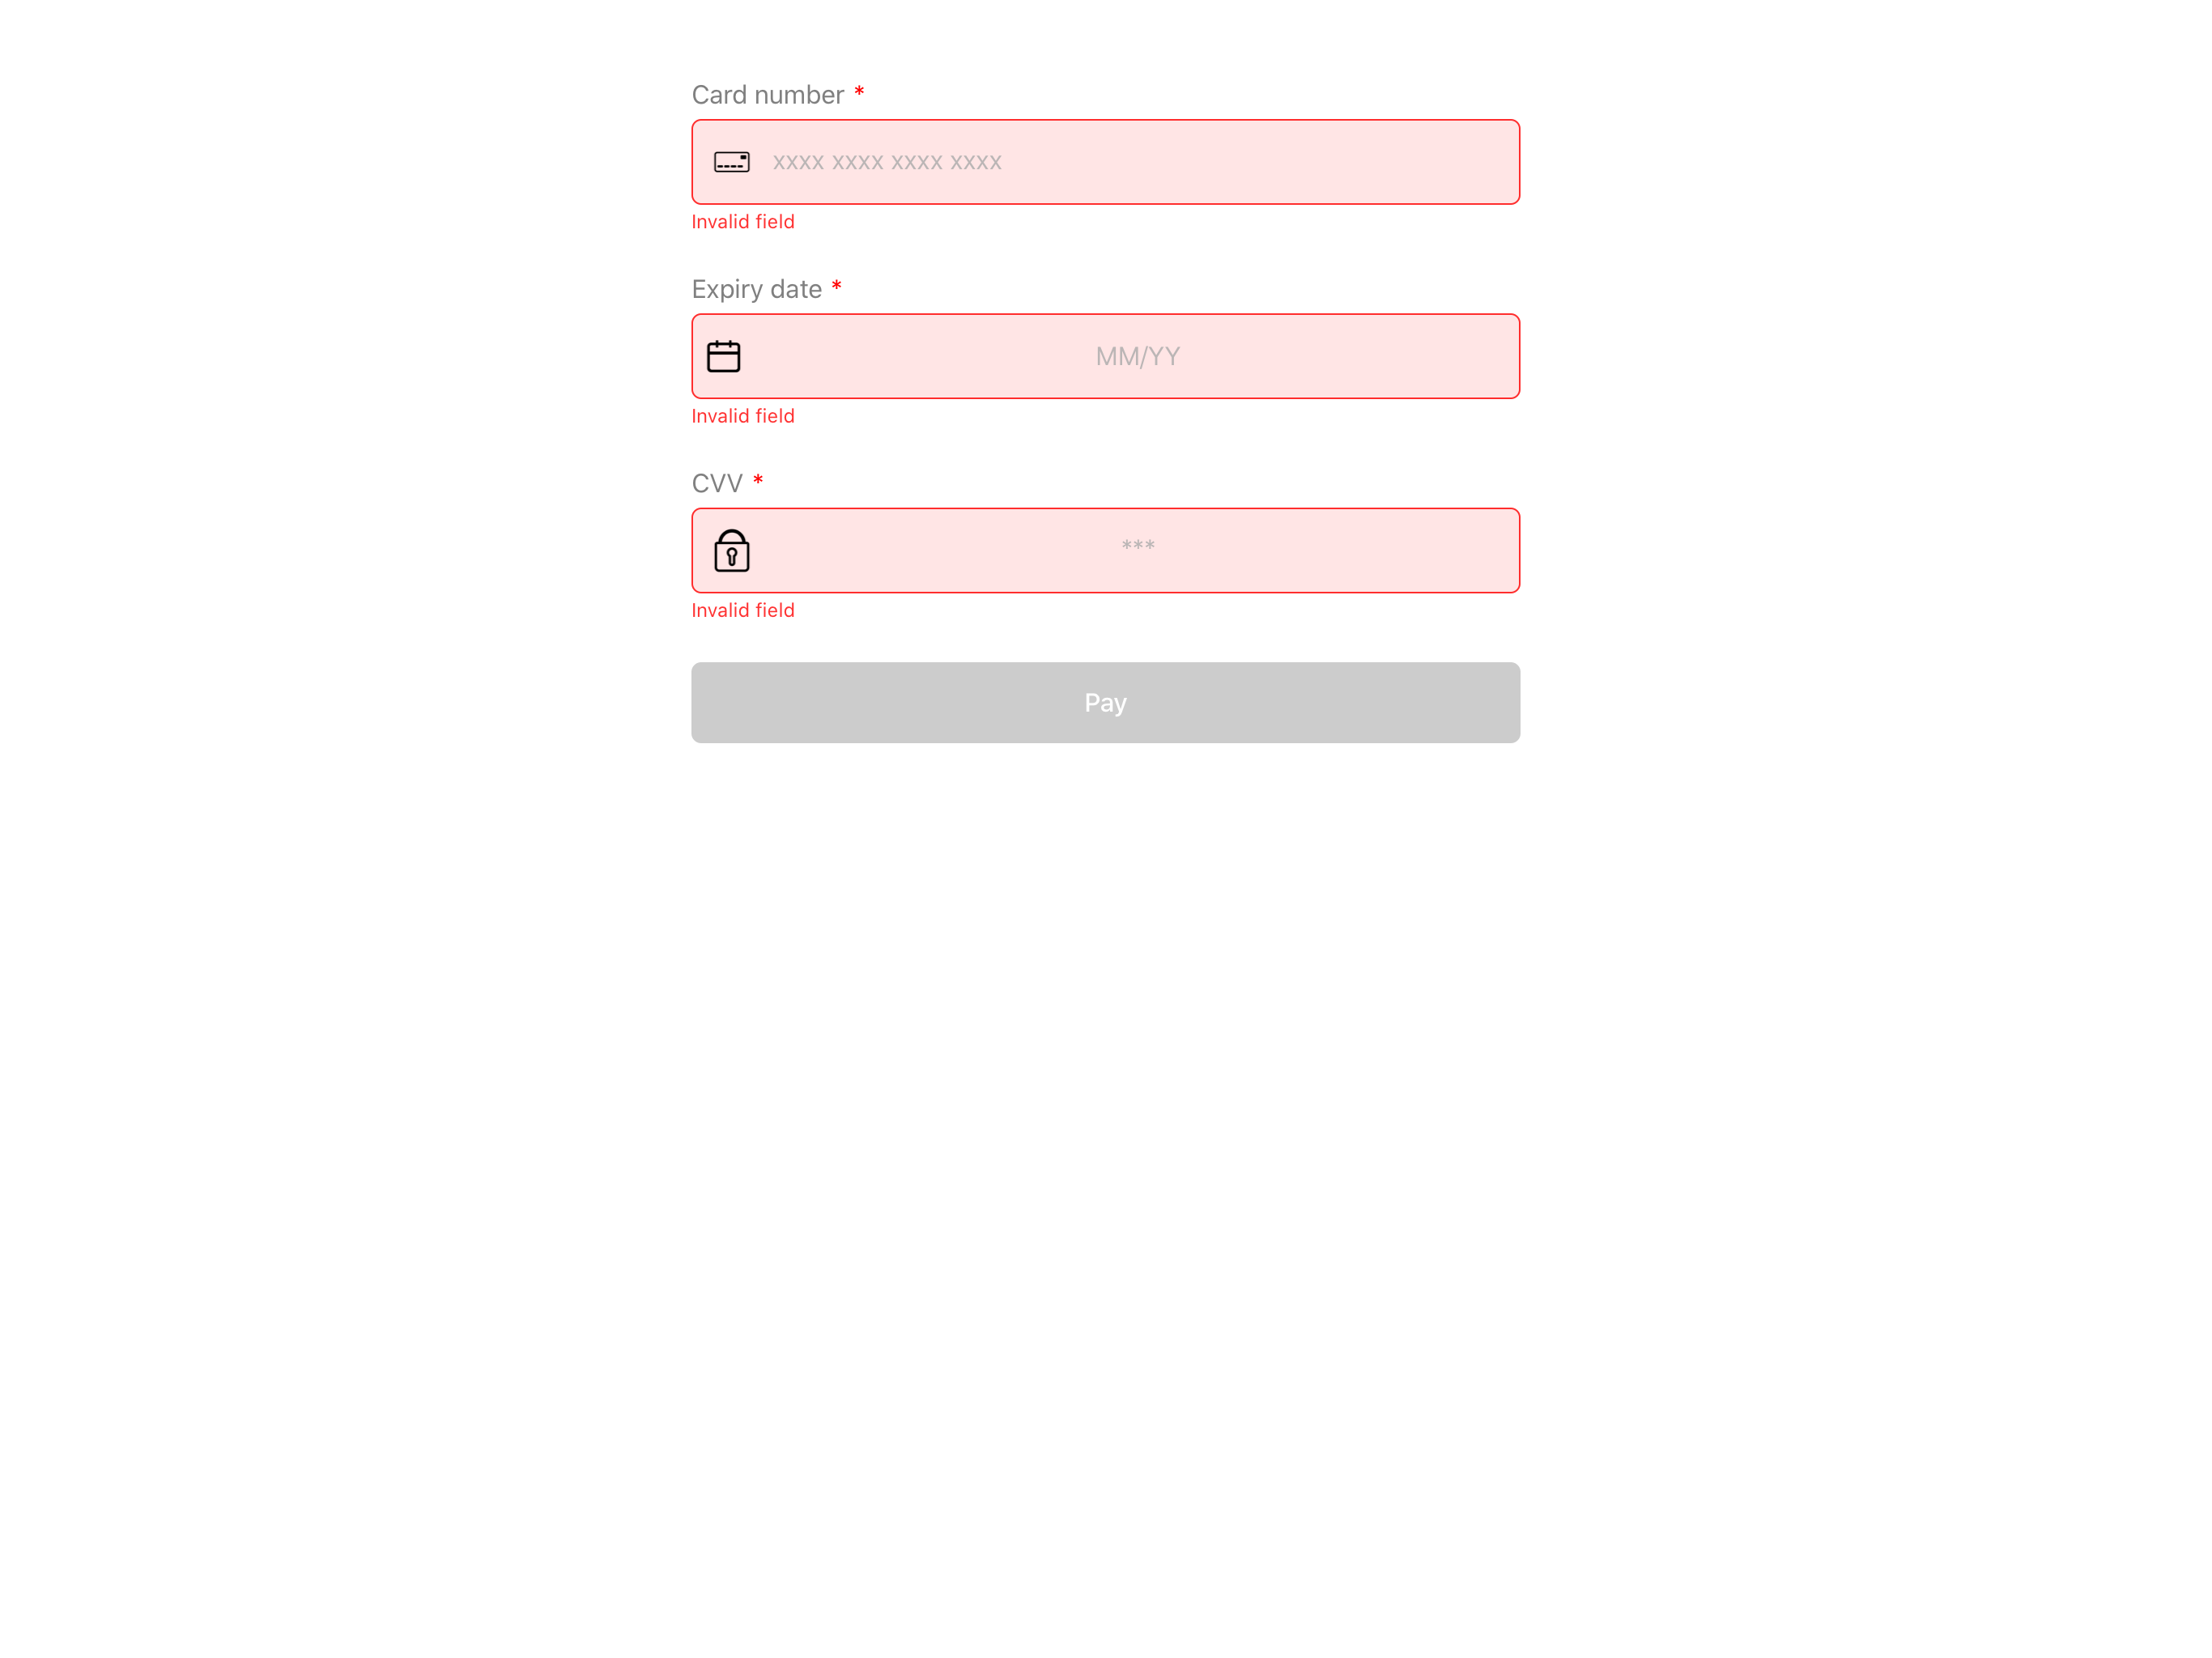 Card number *
xxxx xxxx xxxx xxxx
Invalid field
Expiry date *
MM/YY
Invalid field
CVV *
***
Invalid field
Pay